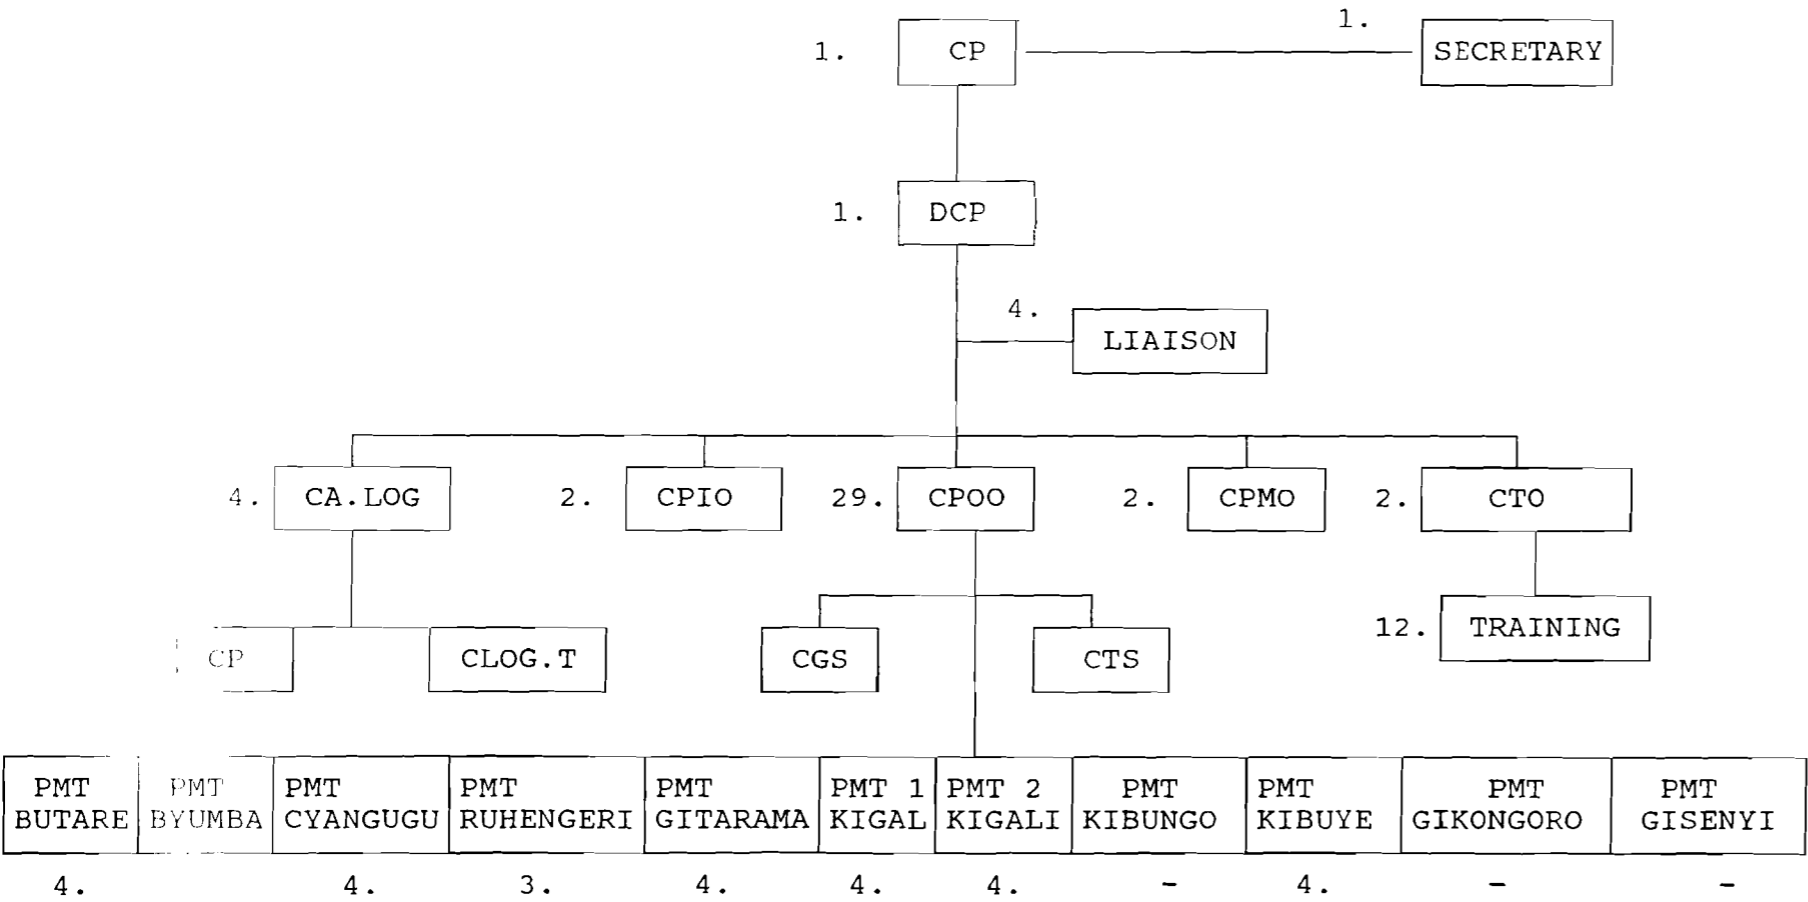 1.
1. CP SECRETARY
1. DCP
4.
LIAISON
4. CA.LOG 2. CPIO 29. CPOO 2. CPMO 2. CTO
12. TRAINING
CP CLOG.T CGS CTS
PMT PMT PMT PMT PMT PMT 1 PMT 2 PMT PMT PMT PMT
BUTARE BYUMBA CYANGUGU RUHENGERI GITARAMA KIGAL KIGALI KIBUNGO KIBUYE GIKONGORO GISENYI
4. 4. 3. 4. 4. 4. - 4. - -